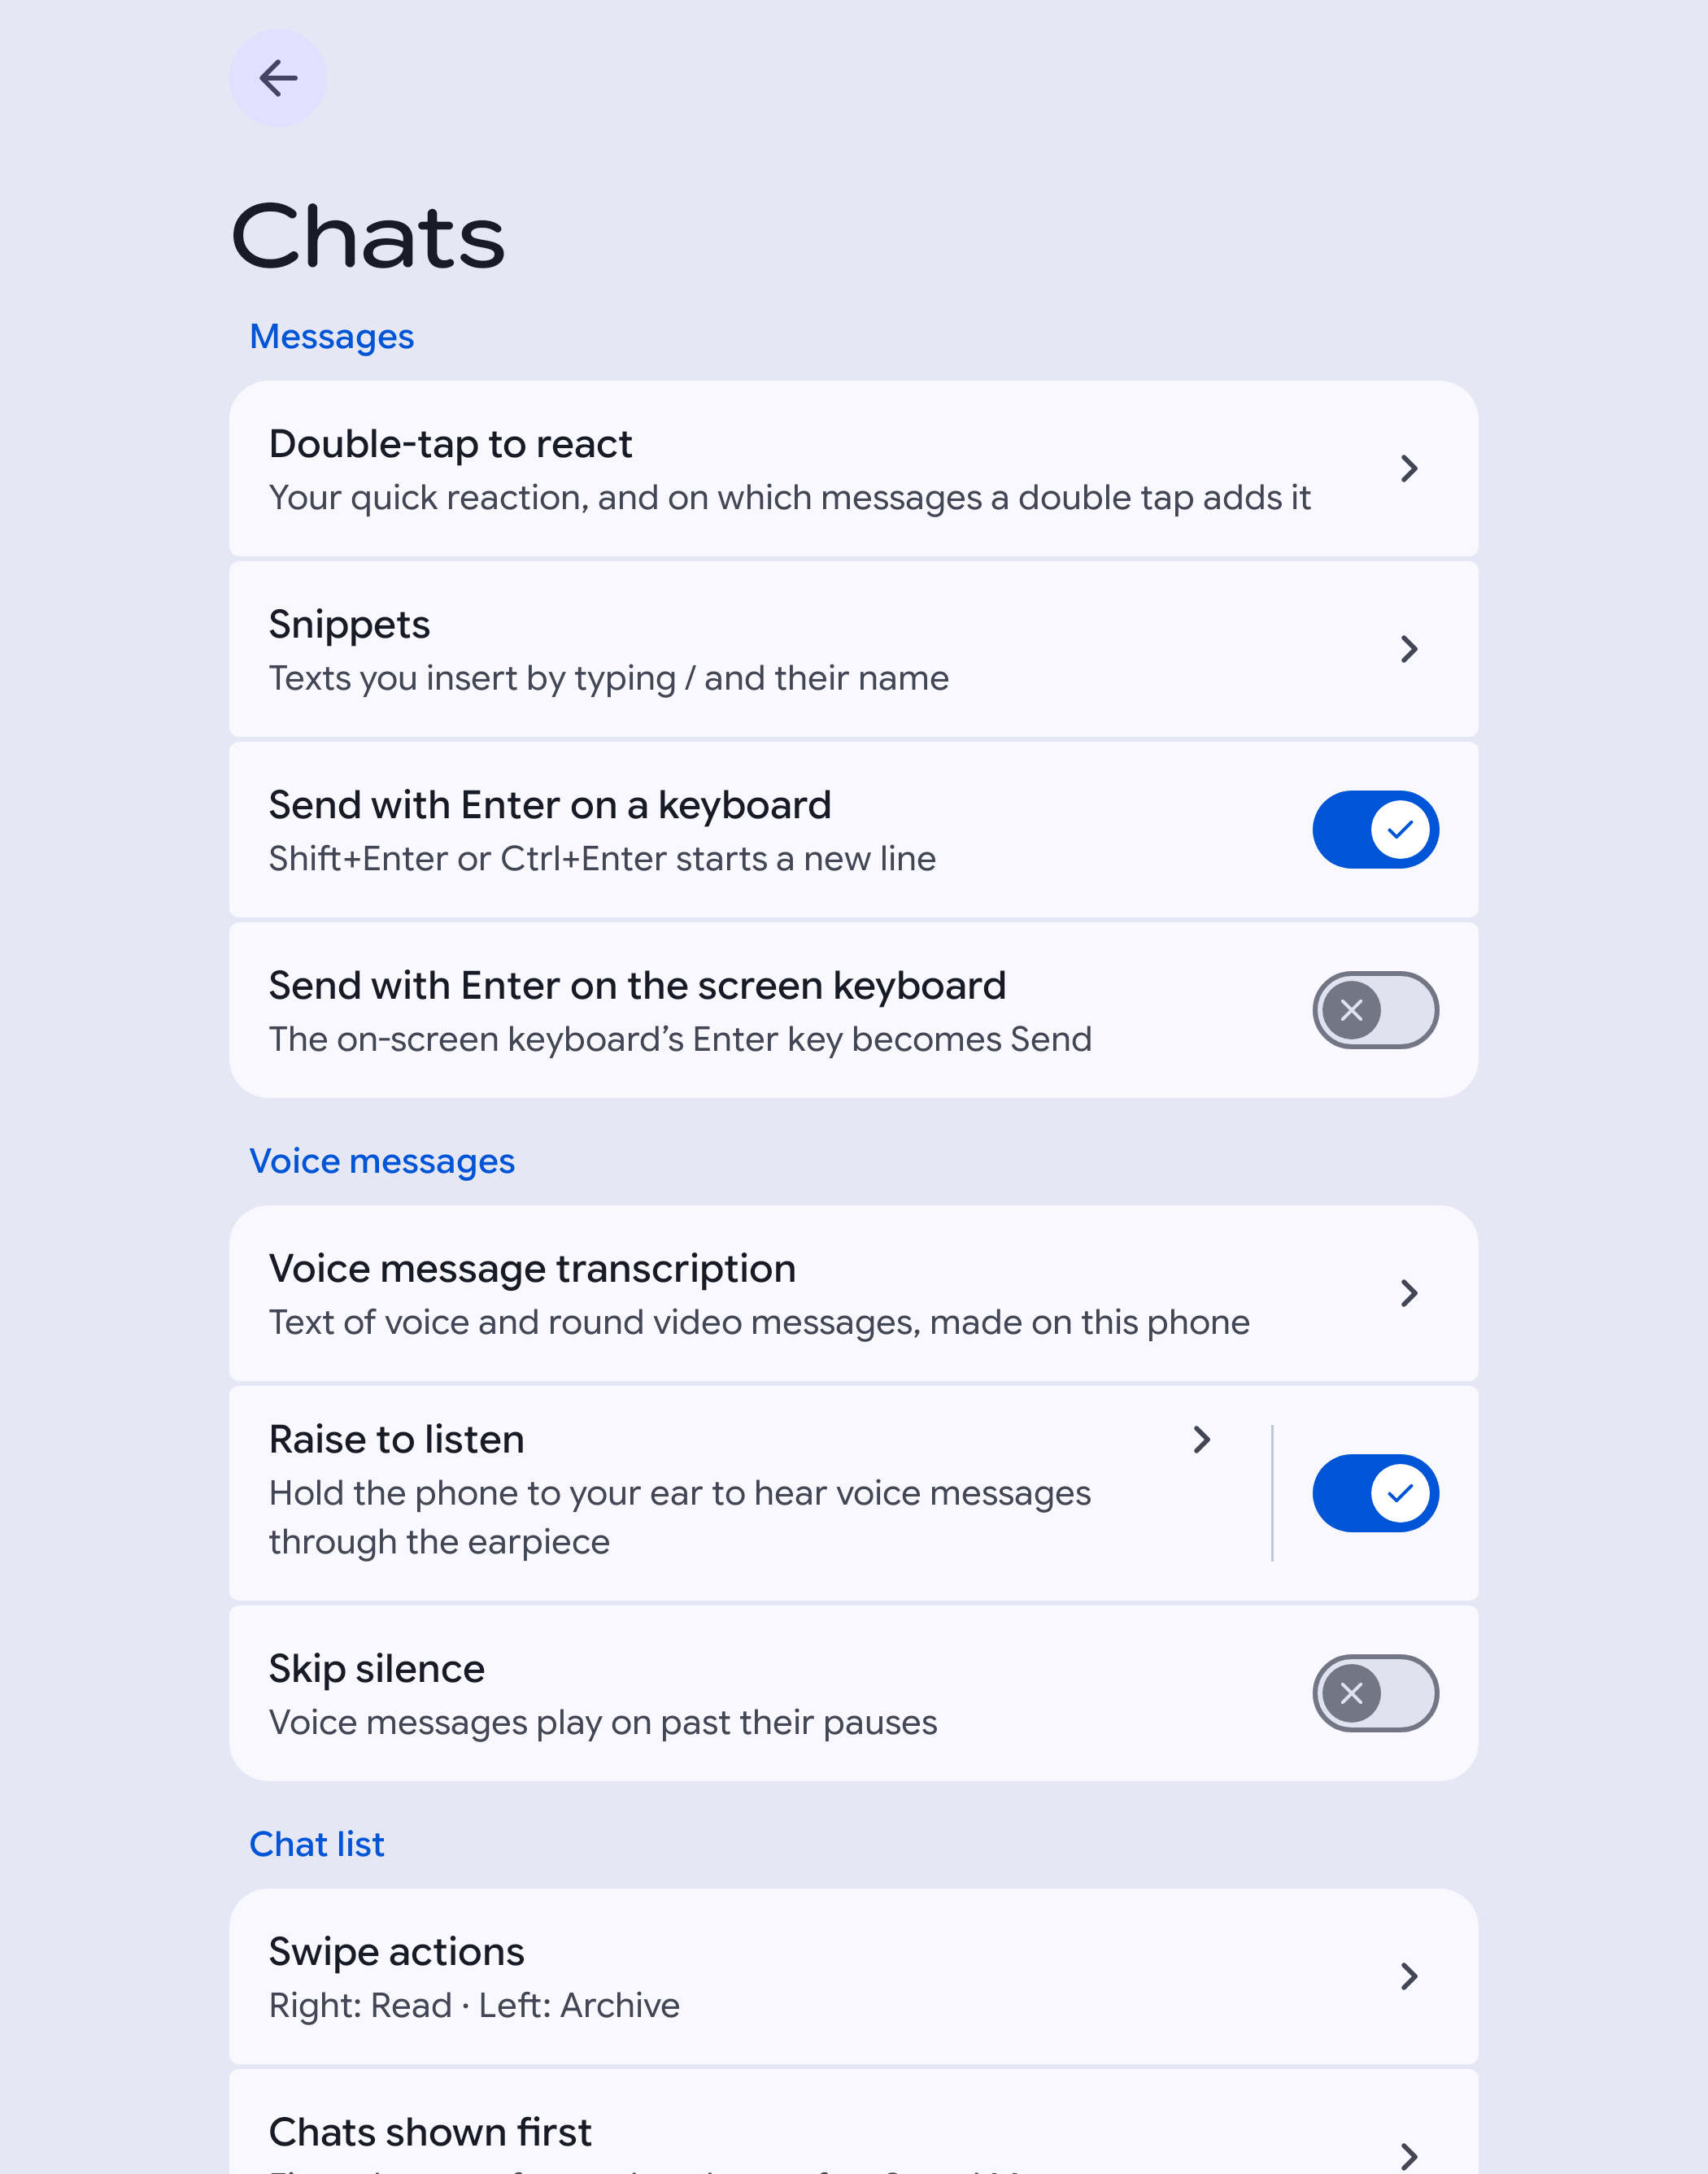 Chats
Messages
Double-tap to react
Your quick reaction, and on which messages a double tap adds it
Snippets
Texts you insert by typing / and their name
Send with Enter on a keyboard
Shift+Enter or Ctrl+Enter starts a new line
Send with Enter on the screen keyboard
The on-screen keyboard’s Enter key becomes Send
Voice messages
Voice message transcription
Text of voice and round video messages, made on this phone
Raise to listen
Hold the phone to your ear to hear voice messages
through the earpiece
Skip silence
Voice messages play on past their pauses
Chat list
Swipe actions
Right: Read · Left: Archive
Chats shown first